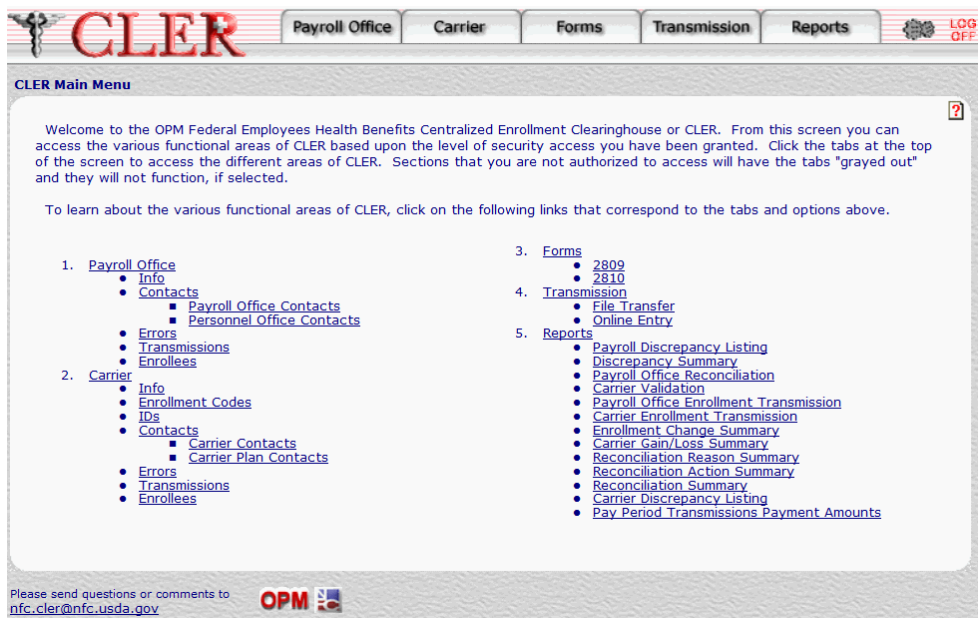 CLER
Payroll Office
Carrier
Forms
Transmission
Reports
LOG
OFF
CLER Main Menu
?
Welcome to the OPM Federal Employees Health Benefits Centralized Enrollment Clearinghouse or CLER. From this screen you can
access the various functional areas of CLER based upon the level of security access you have been granted. Click the tabs at the top
of the screen to access the different areas of CLER. Sections that you are not authorized to access will have the tabs "grayed out"
and they will not function, if selected.
To learn about the various functional areas of CLER, click on the following links that correspond to the tabs and options above.
1. Payroll Office
• Info
• Contacts
▪ Payroll Office Contacts
▪ Personnel Office Contacts
• Errors
• Transmissions
• Enrollees
2. Carrier
• Info
• Enrollment Codes
• IDs
• Contacts
▪ Carrier Contacts
▪ Carrier Plan Contacts
• Errors
• Transmissions
• Enrollees
3. Forms
• 2809
• 2810
4. Transmission
• File Transfer
• Online Entry
5. Reports
• Payroll Discrepancy Listing
• Discrepancy Summary
• Payroll Office Reconciliation
• Carrier Validation
• Payroll Office Enrollment Transmission
• Carrier Enrollment Transmission
• Enrollment Change Summary
• Carrier Gain/Loss Summary
• Reconciliation Reason Summary
• Reconciliation Action Summary
• Reconciliation Summary
• Carrier Discrepancy Listing
• Pay Period Transmissions Payment Amounts
Please send questions or comments to
nfc.cler@nfc.usda.gov
OPM